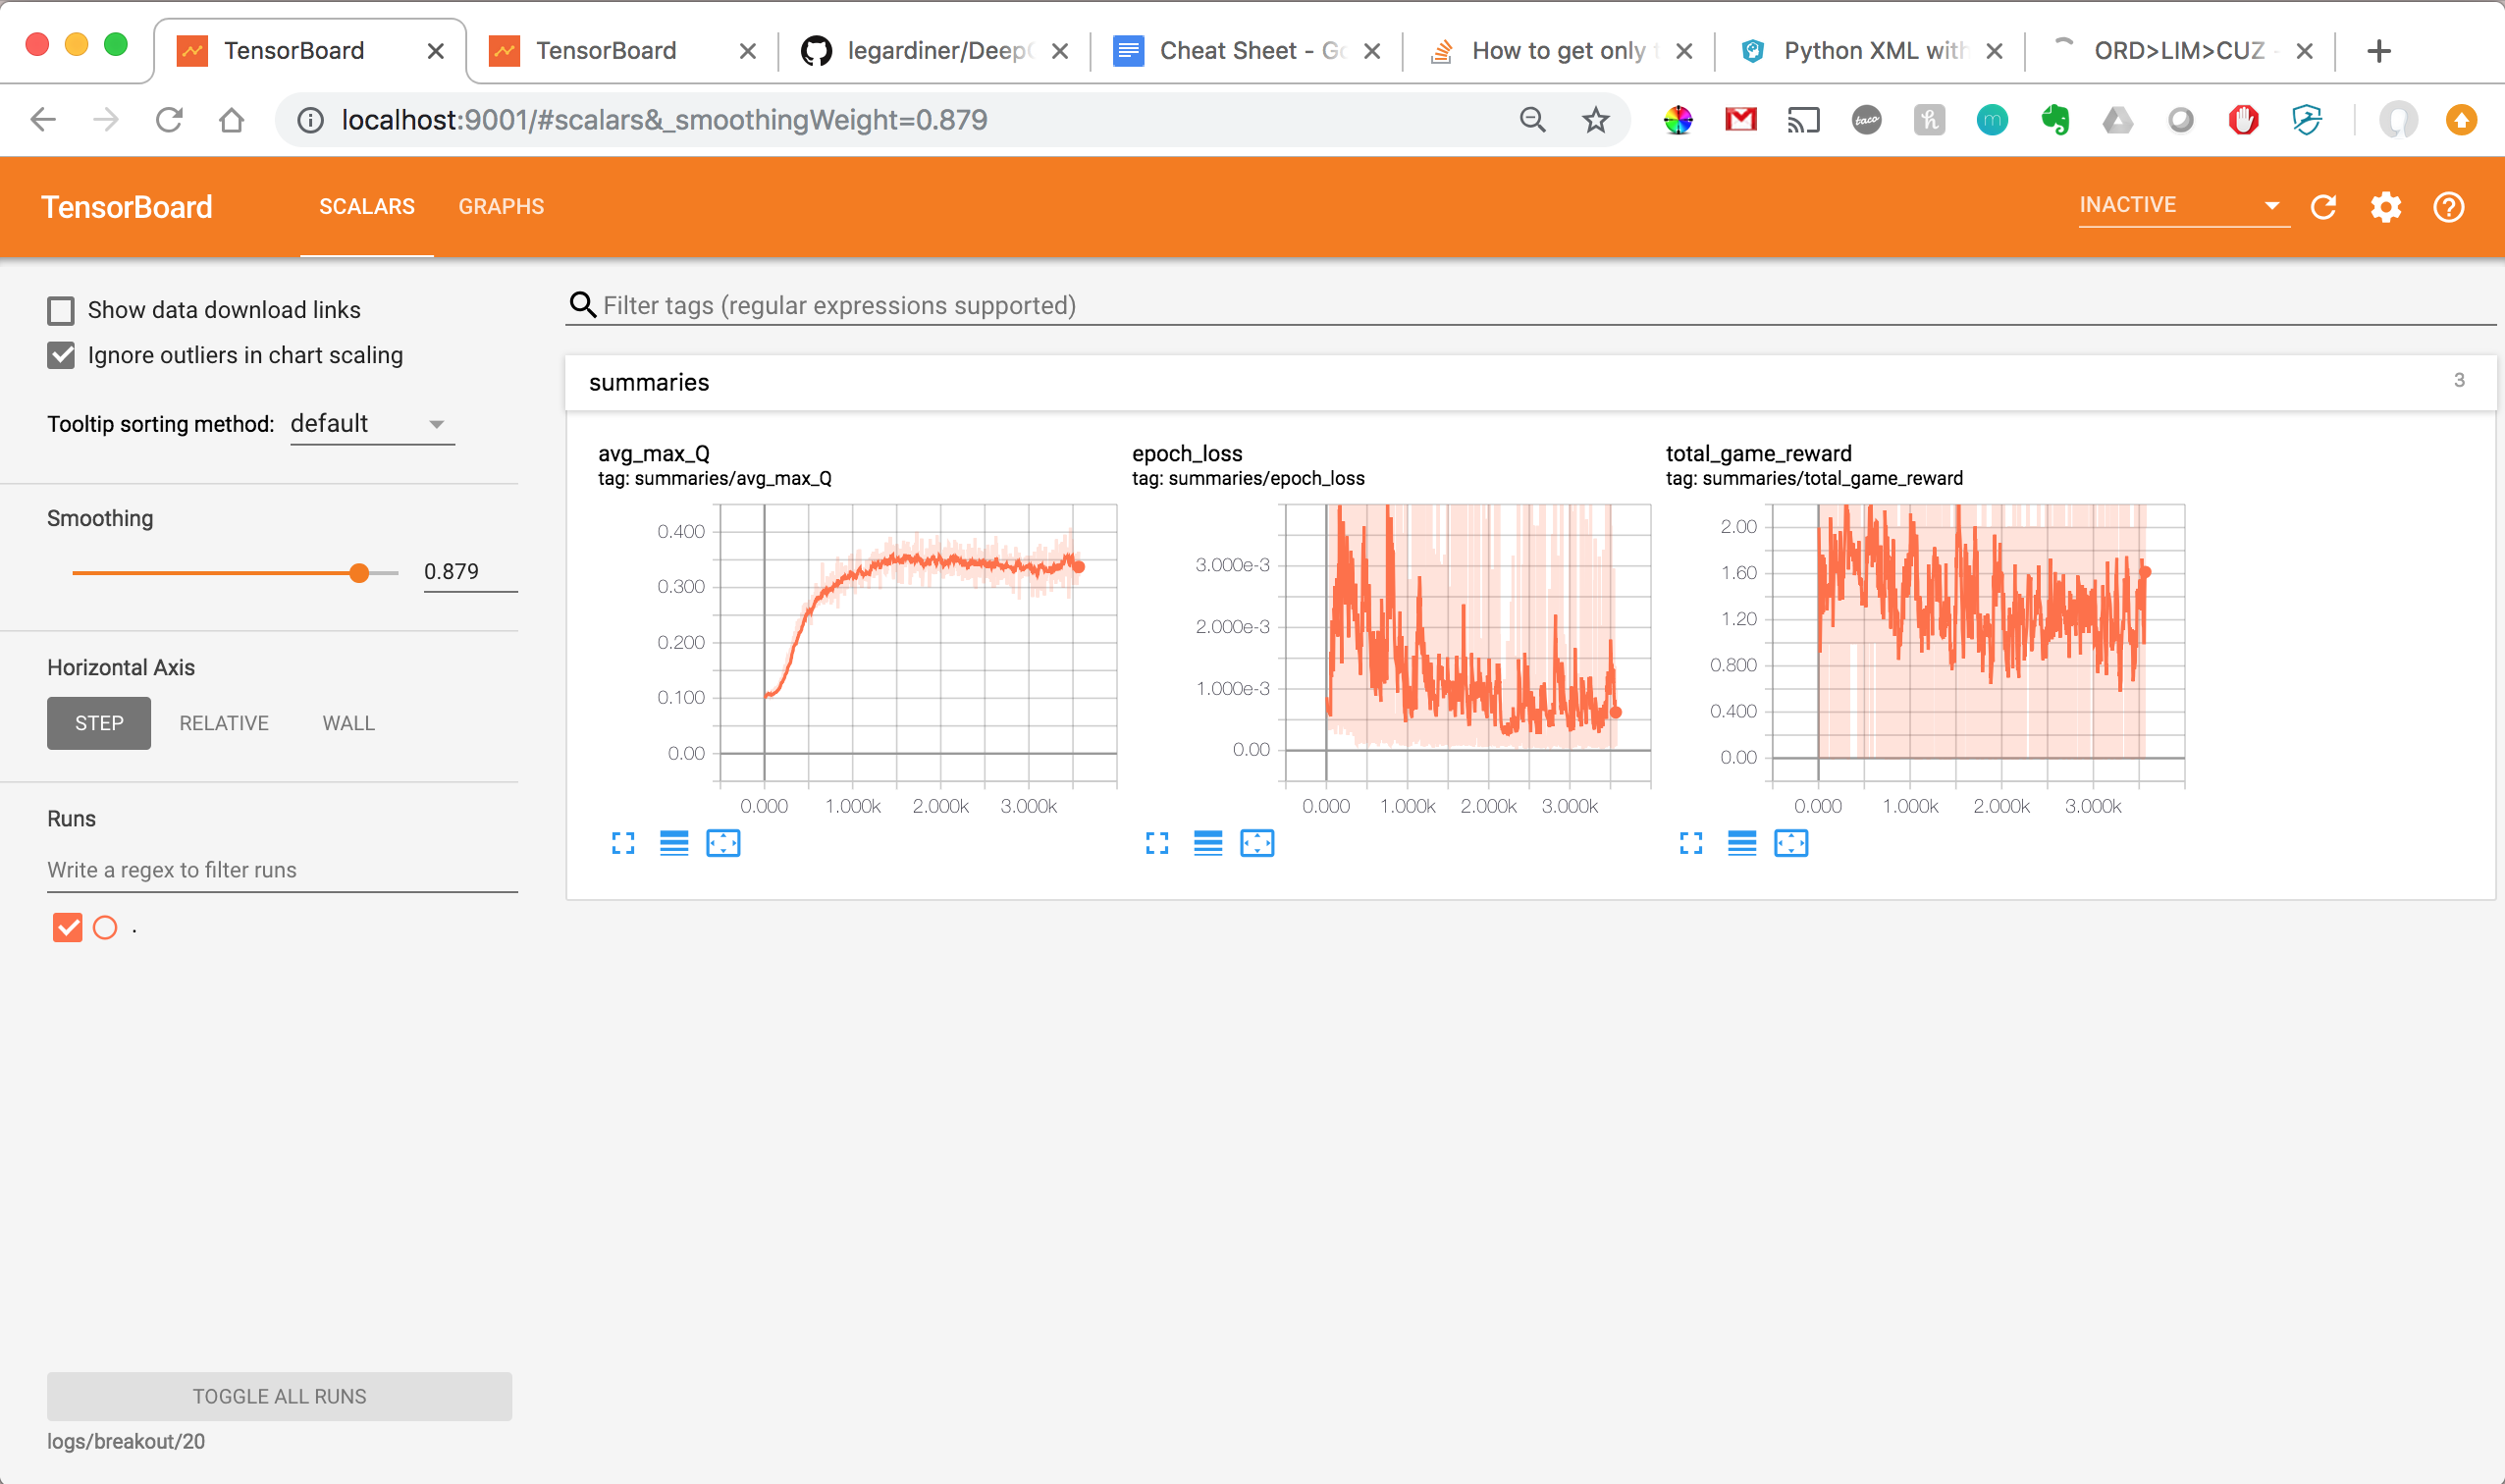 TensorBoard
TensorBoard
legardiner/Deep
Cheat Sheet - Go
How to get only
Python XML with
ORD>LIM>CUZ -
localhost:9001/#scalars&_smoothingWeight=0.879
taco
h
m
TensorBoard
SCALARS
GRAPHS
INACTIVE
Show data download links
Ignore outliers in chart scaling
Tooltip sorting method: default
Smoothing
0.879
Horizontal Axis
STEP
RELATIVE
WALL
Runs
Write a regex to filter runs
.
TOGGLE ALL RUNS
logs/breakout/20
Filter tags (regular expressions supported)
summaries
3
avg_max_Q
tag: summaries/avg_max_Q
0.400
0.300
0.200
0.100
0.00
0.000 1.000k 2.000k 3.000k
epoch_loss
tag: summaries/epoch_loss
3.000e-3
2.000e-3
1.000e-3
0.00
0.000 1.000k 2.000k 3.000k
total_game_reward
tag: summaries/total_game_reward
2.00
1.60
1.20
0.800
0.400
0.00
0.000 1.000k 2.000k 3.000k